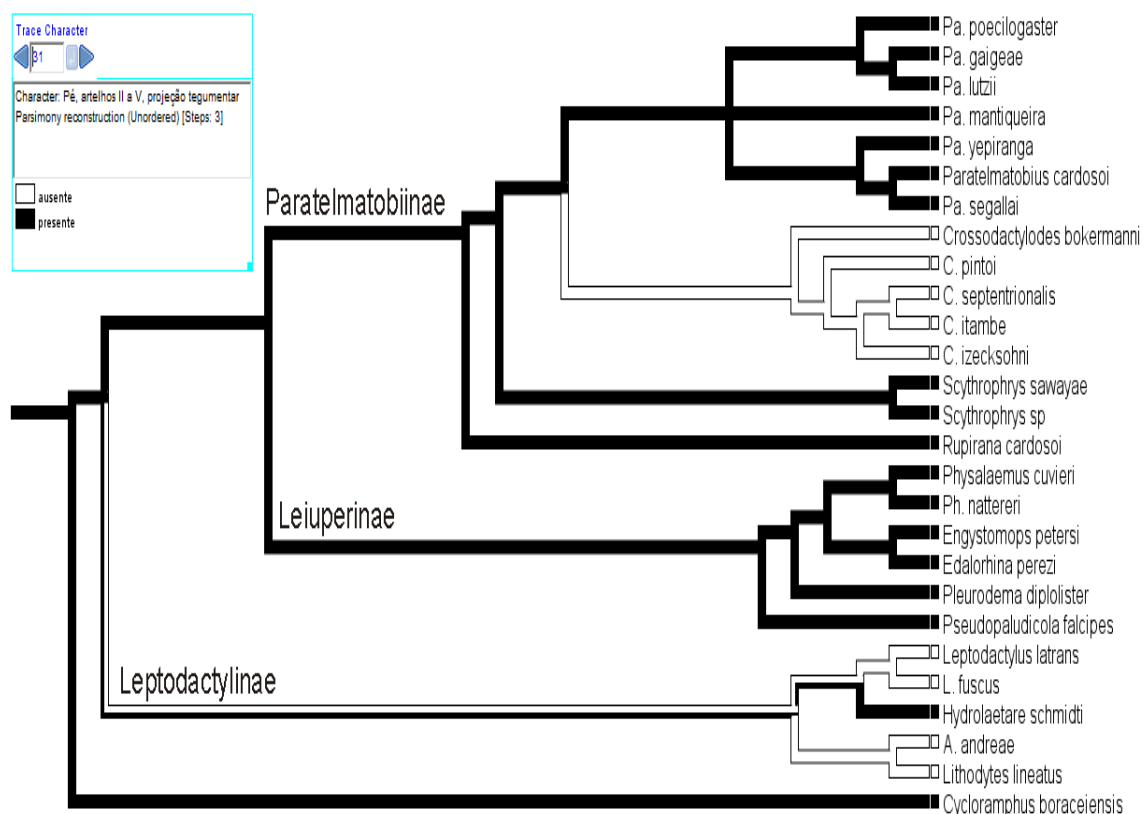 Trace Character
31
Character: Pé, artelhos II a V, projeção tegumentar
Parsimony reconstruction (Unordered) [Steps: 3]
ausente
presente
Paratelmatobiinae
Leiuperinae
Leptodactylinae
Pa. poecilogaster
Pa. gaigeae
Pa. lutzii
Pa. mantiqueira
Pa. yepiranga
Paratelmatobius cardosoi
Pa. segallai
Crossodactylodes bokermanni
C. pintoi
C. septentrionalis
C. itambe
C. izecksohni
Scythrophrys sawayae
Scythrophrys sp
Rupirana cardosoi
Physalaemus cuvieri
Ph. nattereri
Engystomops petersi
Edalorhina perezi
Pleurodema diplolister
Pseudopaludicola falcipes
Leptodactylus latrans
L. fuscus
Hydrolaetare schmidti
A. andreae
Lithodytes lineatus
Cycloramphus boraceiensis